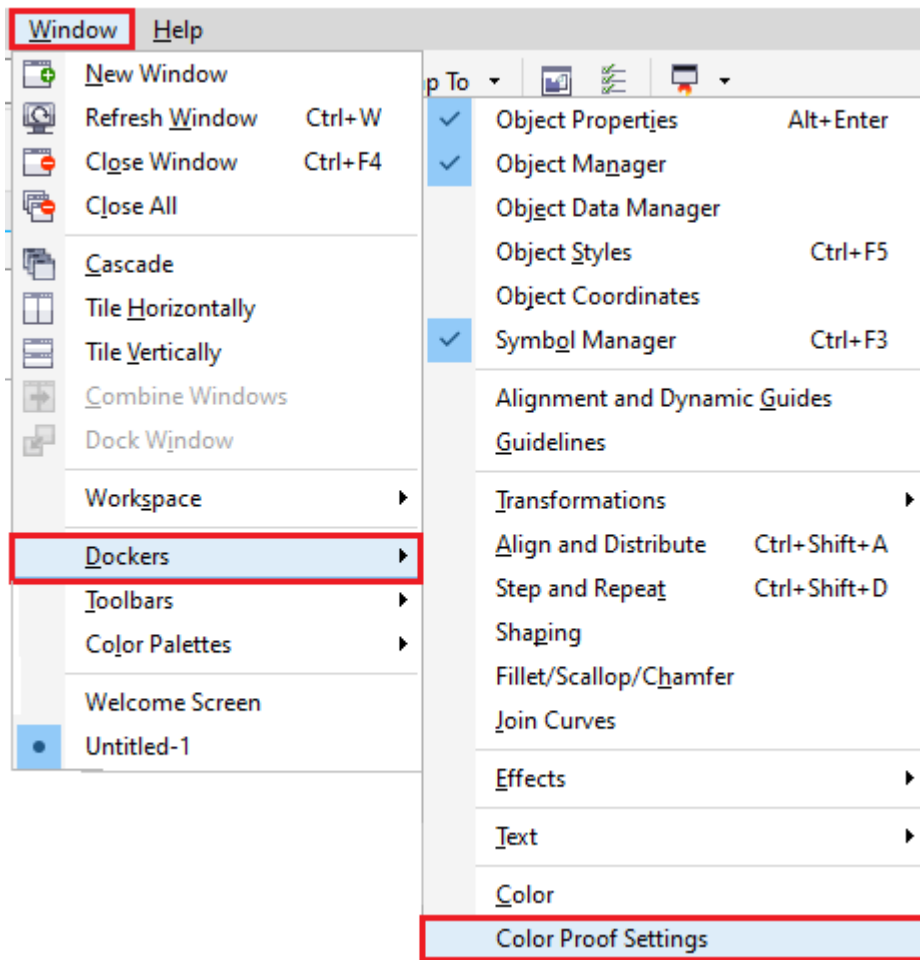 Window Help
New Window
Refresh Window Ctrl+W
Close Window Ctrl+F4
Close All
Cascade
Tile Horizontally
Tile Vertically
Combine Windows
Dock Window
Workspace
Dockers
Toolbars
Color Palettes
Welcome Screen
Untitled-1
p To
Object Properties Alt+Enter
Object Manager
Object Data Manager
Object Styles Ctrl+F5
Object Coordinates
Symbol Manager Ctrl+F3
Alignment and Dynamic Guides
Guidelines
Transformations
Align and Distribute Ctrl+Shift+A
Step and Repeat Ctrl+Shift+D
Shaping
Fillet/Scallop/Chamfer
Join Curves
Effects
Text
Color
Color Proof Settings